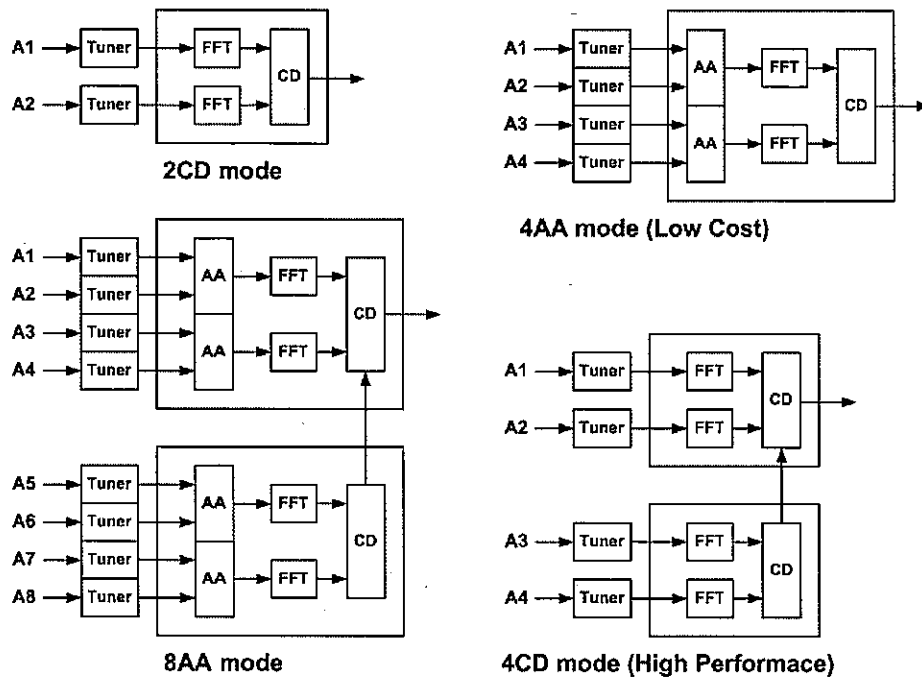 A1 Tuner FFT
CD
A2 Tuner FFT
2CD mode
A1 Tuner
AA FFT
A2 Tuner
CD
A3 Tuner
AA FFT
A4 Tuner
4AA mode (Low Cost)
A1 Tuner
AA FFT
A2 Tuner
CD
A3 Tuner
AA FFT
A4 Tuner
A5 Tuner
AA FFT
A6 Tuner
CD
A7 Tuner
AA FFT
A8 Tuner
8AA mode
A1 Tuner FFT
CD
A2 Tuner FFT
A3 Tuner FFT
CD
A4 Tuner FFT
4CD mode (High Performace)